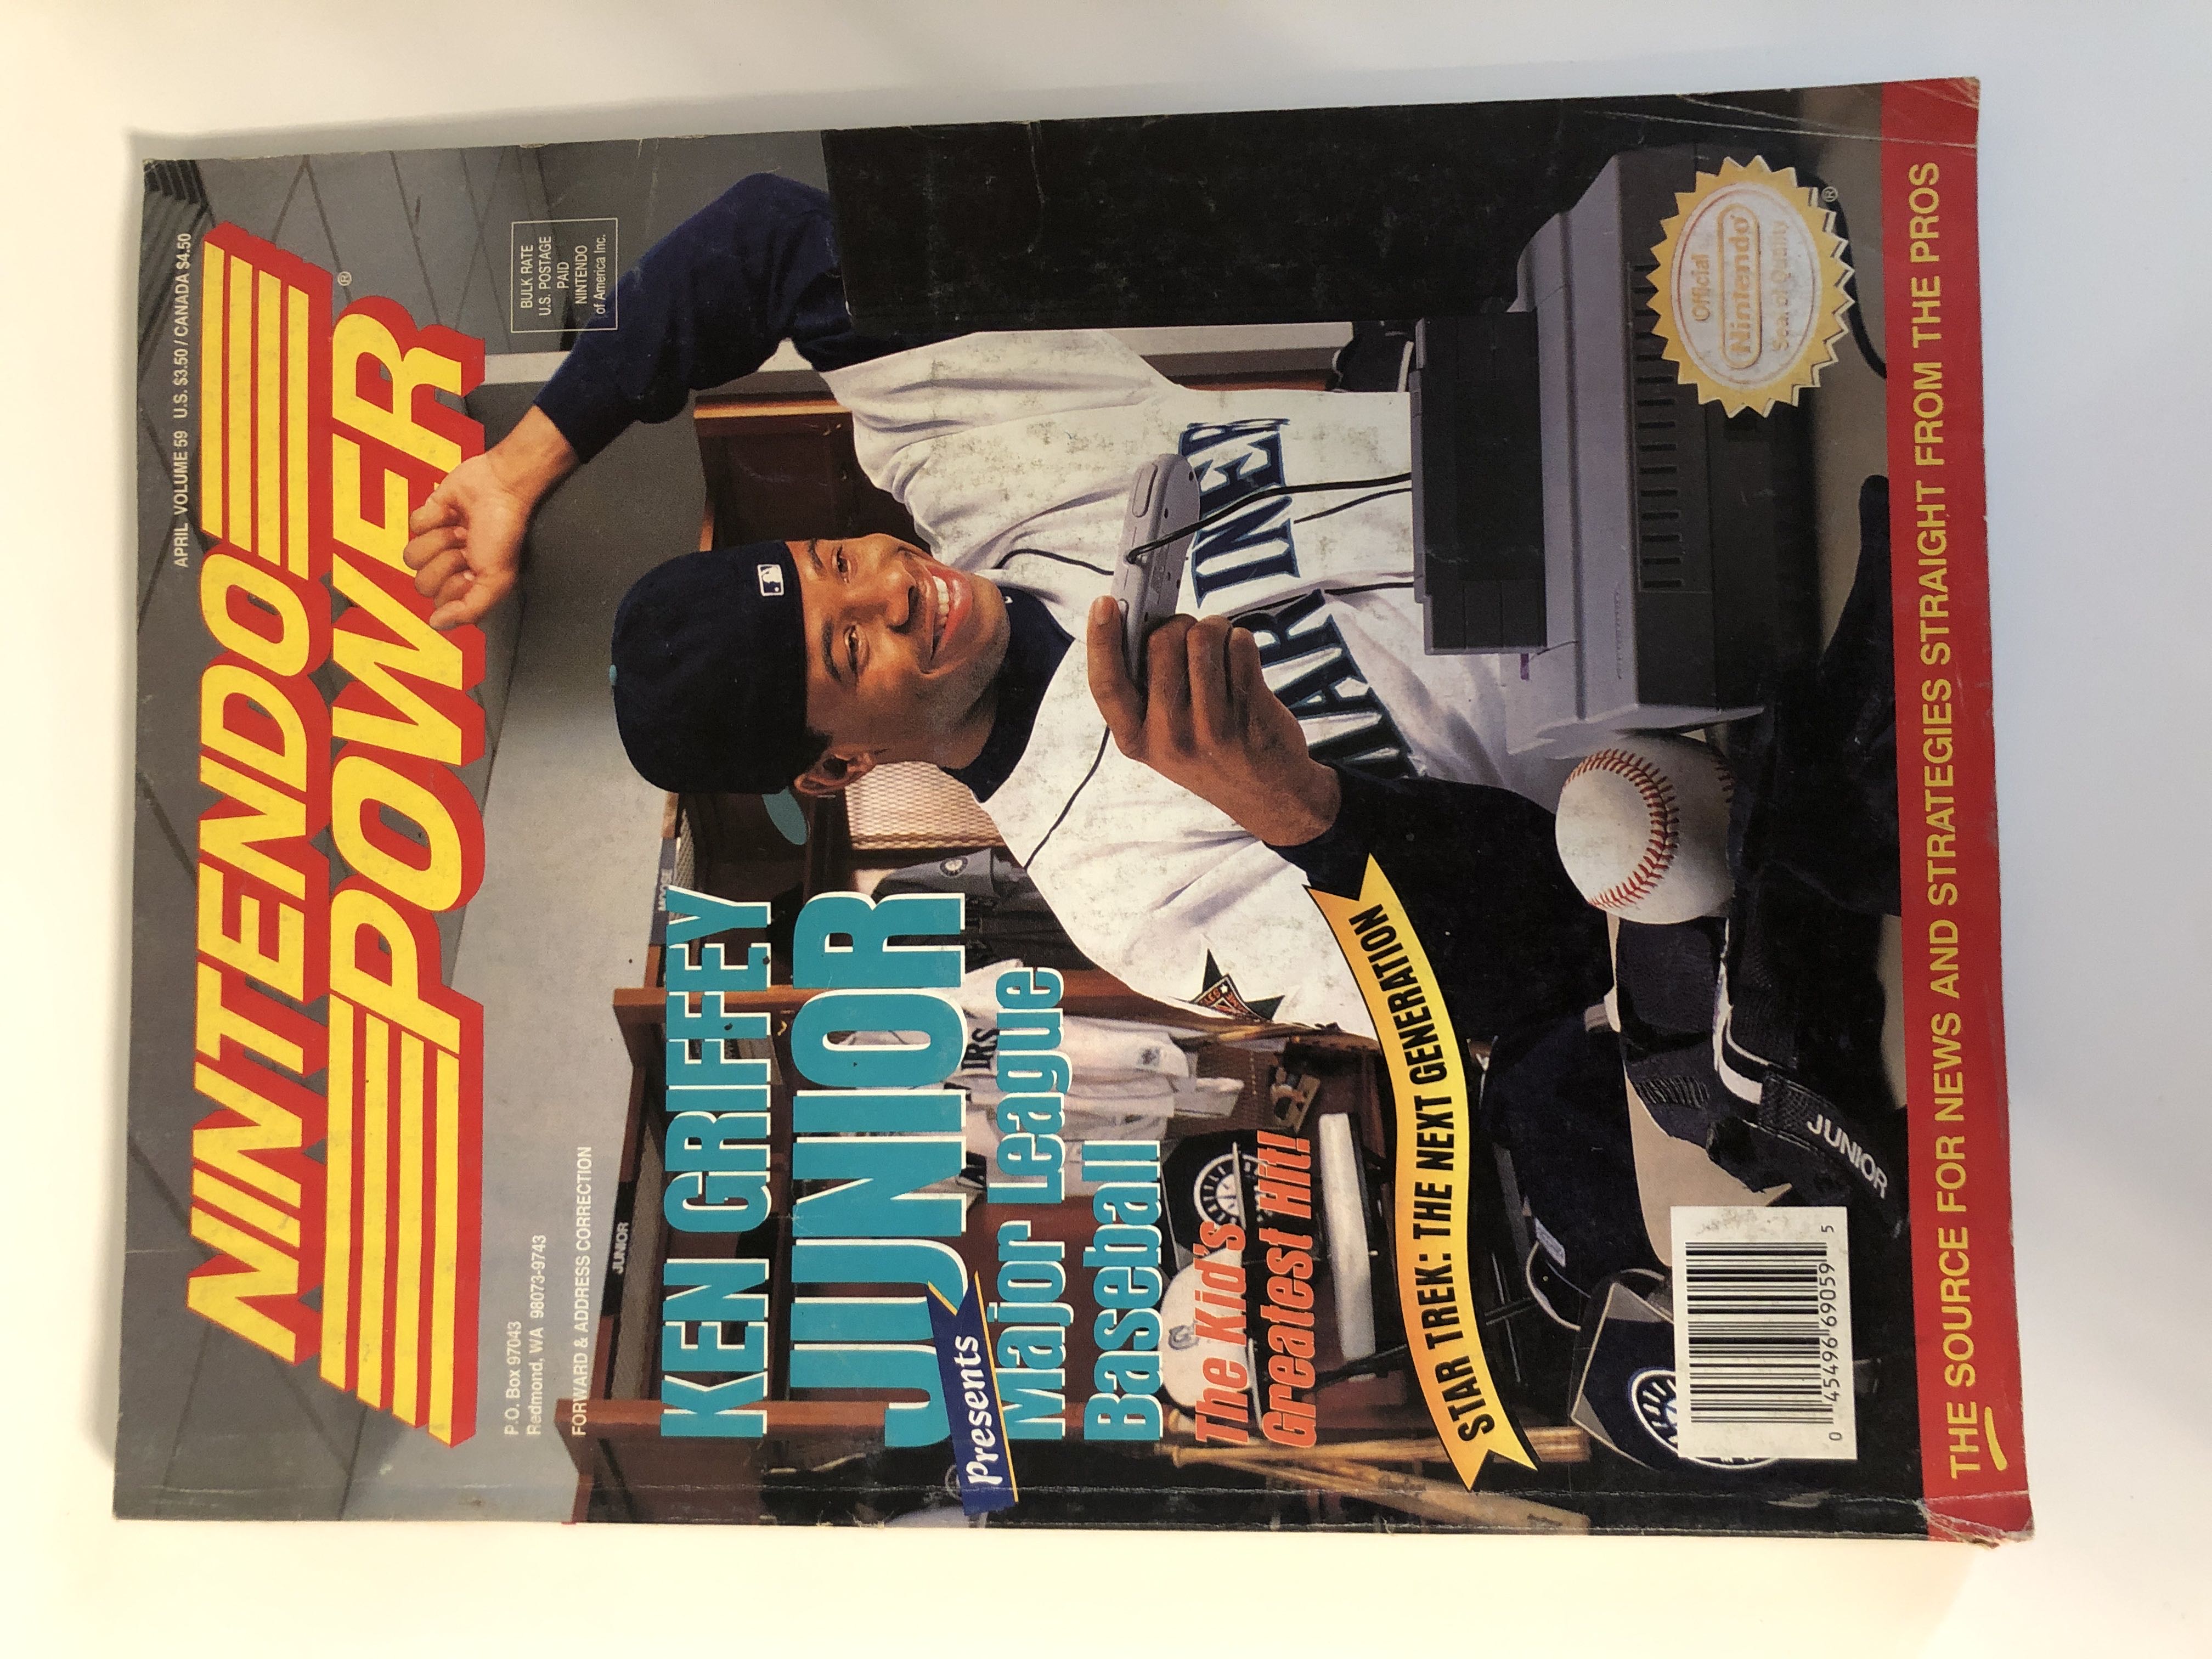 APRIL VOLUME 59 U.S. $3.50 / CANADA $4.50
NINTENDO
POWER®
BULK RATE
U.S. POSTAGE
PAID
NINTENDO
of America Inc.
P.O. Box 97043
Redmond, WA 98073-9743
FORWARD & ADDRESS CORRECTION
JUNIOR
MOOSE
KEN GRIFFEY
JUNIOR
Presents
Major League
Baseball
The Kid's
Greatest Hit!
MARINER
STAR TREK: THE NEXT GENERATION
JUNIOR
Official
Nintendo®
Seal of Quality
®
0 45496 69059 5
THE SOURCE FOR NEWS AND STRATEGIES STRAIGHT FROM THE PROS